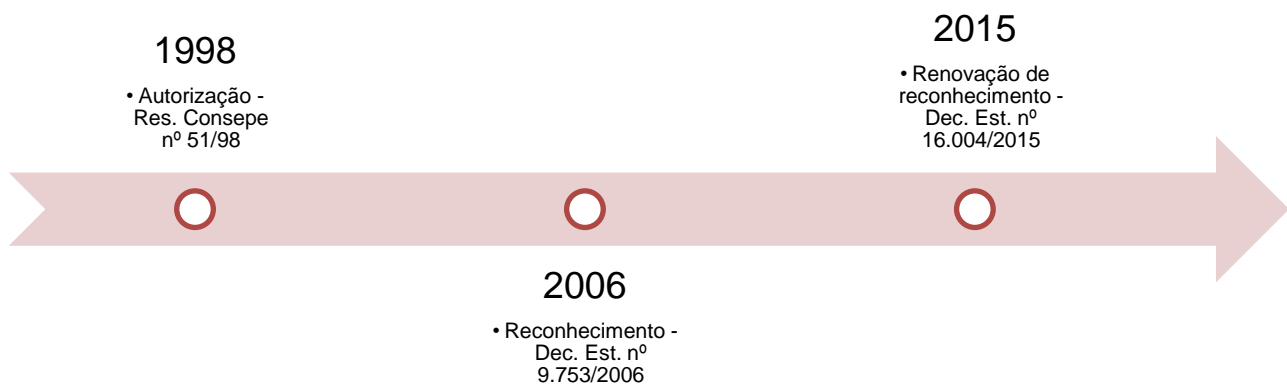 1998
• Autorização -
Res. Consepe
nº 51/98
2006
• Reconhecimento -
Dec. Est. nº
9.753/2006
2015
• Renovação de
reconhecimento -
Dec. Est. nº
16.004/2015